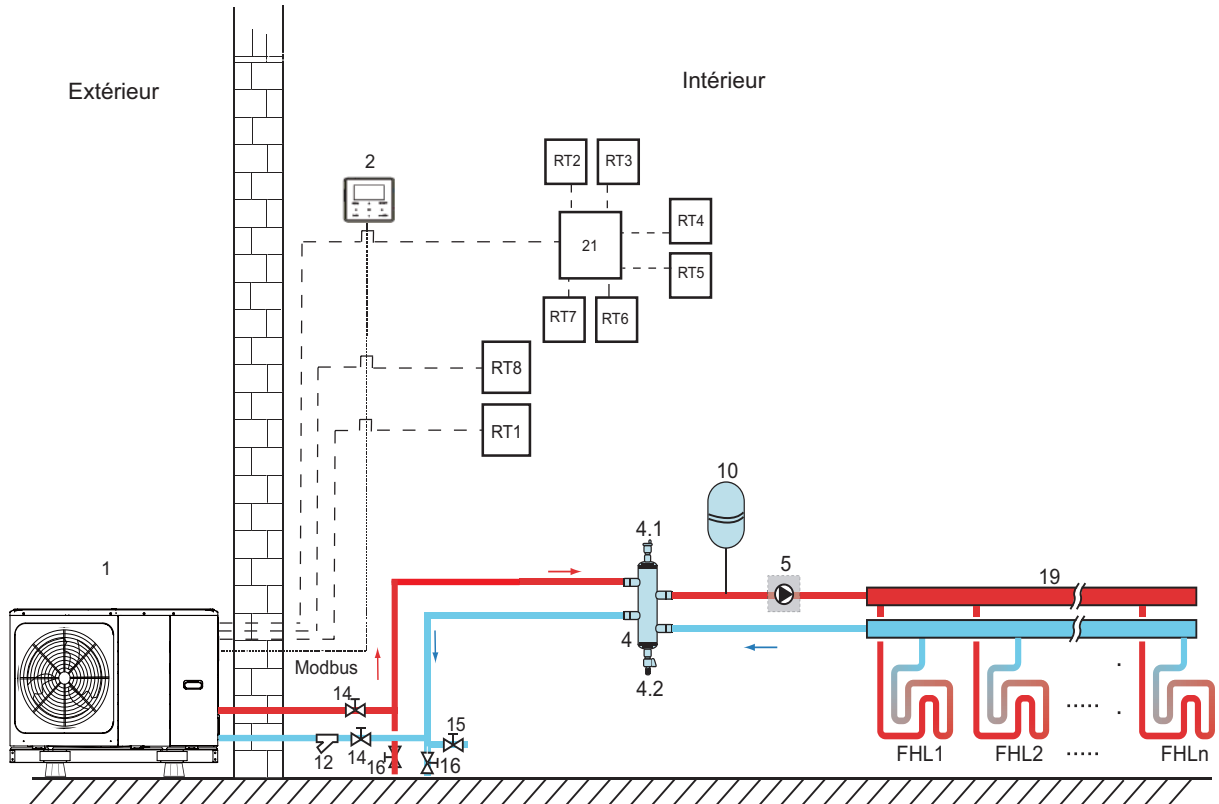 Extérieur
Intérieur
2
RT2
RT3
RT4
21
RT5
RT7
RT6
RT8
RT1
10
4.1
5
19
1
4
Modbus
4.2
14
15
12
14
16
16
FHL1
FHL2
.....
.....
.
.
FHLn